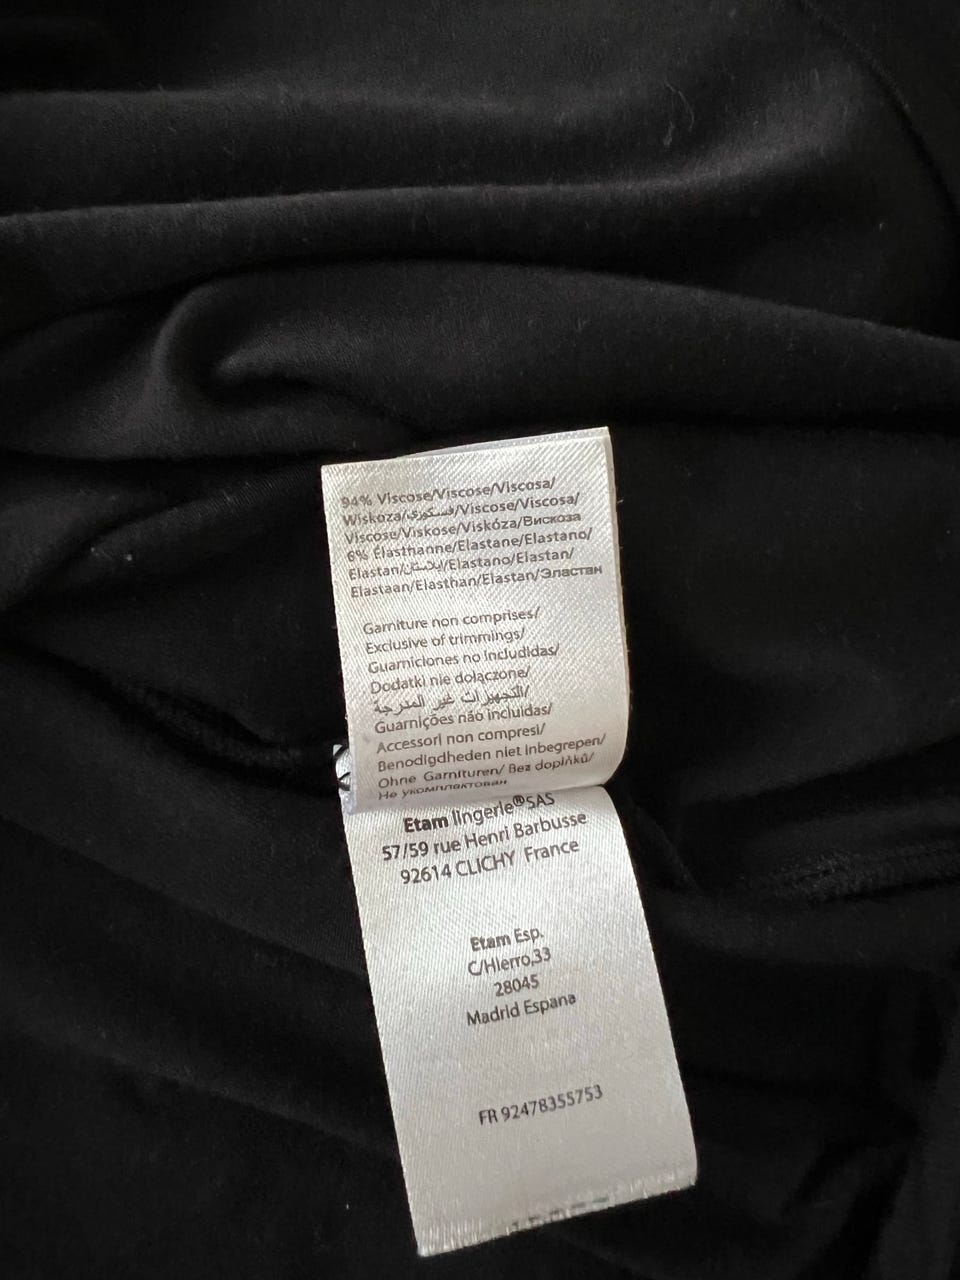 94% Viscose/Viscose/Viscosa/
Wiskoza/فسكوزي/Viscose/Viscosa/
Viscose/Viskose/Viskóza/Вискоза
6% Élasthanne/Elastane/Elastano/
Elastan/إيلاستان/Elastano/Elastan/
Elastaan/Elasthan/Elastan/Эластан
Garniture non comprises/
Exclusive of trimmings/
Guarniciones no includidas/
Dodatki nie dołączone/
التجهيزات غير المدرجة/
Guarnições não incluidas/
Accessori non compresi/
Benodigdheden niet inbegrepen/
Ohne Garnituren/ Bez doplňků/
Не укомплектован
Etam lingerie® SAS
57/59 rue Henri Barbusse
92614 CLICHY France
Etam Esp.
C/Hierro,33
28045
Madrid Espana
FR 92478355753